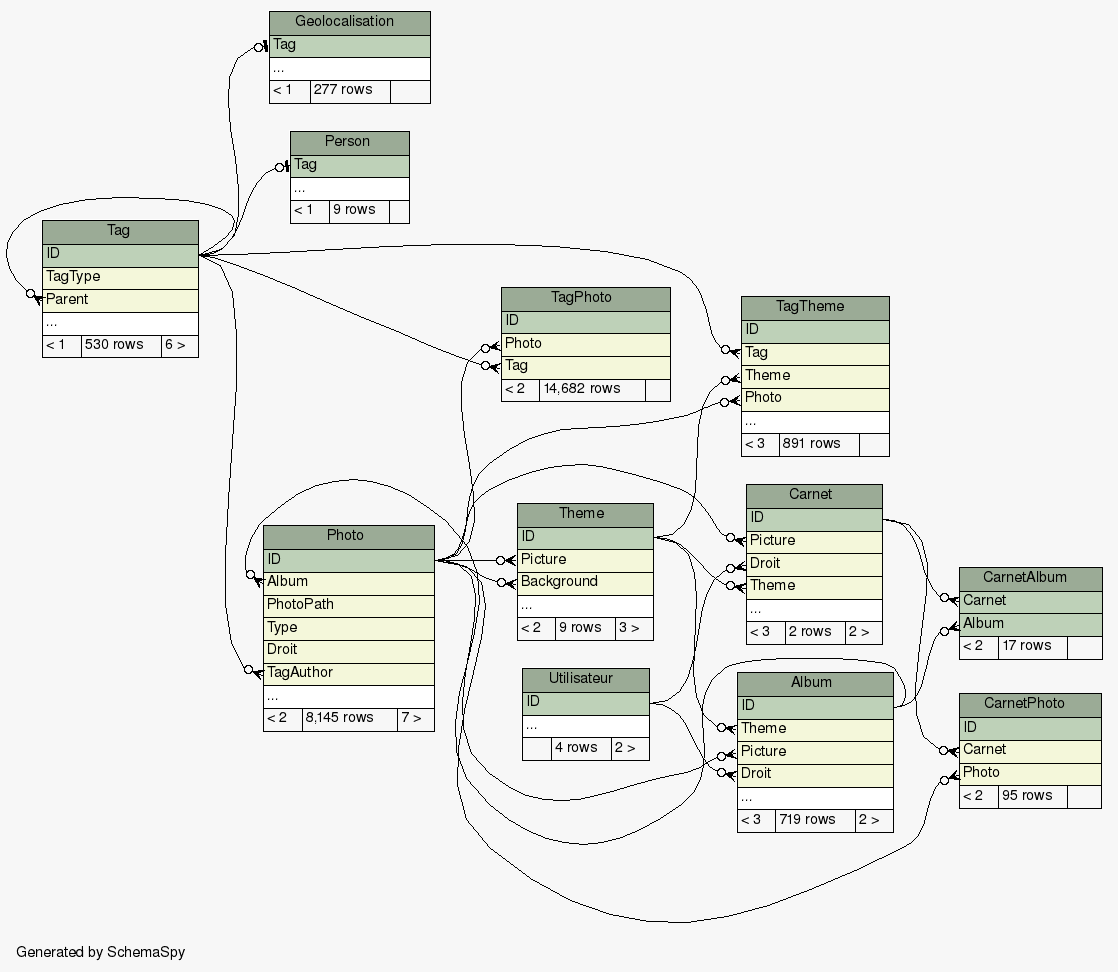 Geolocalisation
Tag
...
< 1 277 rows
Person
Tag
...
< 1 9 rows
Tag
ID
TagType
Parent
...
< 1 530 rows 6 >
TagPhoto
ID
Photo
Tag
< 2 14,682 rows
TagTheme
ID
Tag
Theme
Photo
...
< 3 891 rows
Photo
ID
Album
PhotoPath
Type
Droit
TagAuthor
...
< 2 8,145 rows 7 >
Theme
ID
Picture
Background
...
< 2 9 rows 3 >
Carnet
ID
Picture
Droit
Theme
...
< 3 2 rows 2 >
CarnetAlbum
Carnet
Album
< 2 17 rows
Utilisateur
ID
...
4 rows 2 >
Album
ID
Theme
Picture
Droit
...
< 3 719 rows 2 >
CarnetPhoto
ID
Carnet
Photo
< 2 95 rows
Generated by SchemaSpy